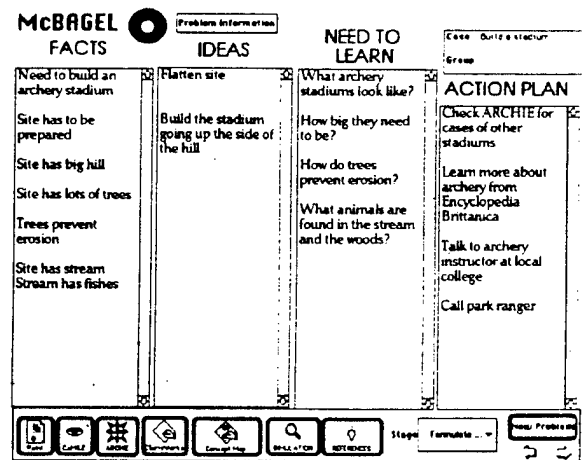 McBAGEL
Problem Information
FACTS
Need to build an
archery stadium
Site has to be
prepared
Site has big hill
Site has lots of trees
Trees prevent
erosion
Site has stream
Stream has fishes
IDEAS
Flatten site
Build the stadium
going up the side of
the hill
NEED TO
LEARN
What archery
stadiums look like?
How big they need
to be?
How do trees
prevent erosion?
What animals are
found in the stream
and the woods?
Case Build a stadium
Group
ACTION PLAN
Check ARCHIE for
cases of other
stadiums
Learn more about
archery from
Encyclopedia
Brittanica
Talk to archery
instructor at local
college
Call park ranger
CaMILE
ARCHIE
Concept Map
SIMULATION
REFERENCES
Stage
Formulate ...
New Problem